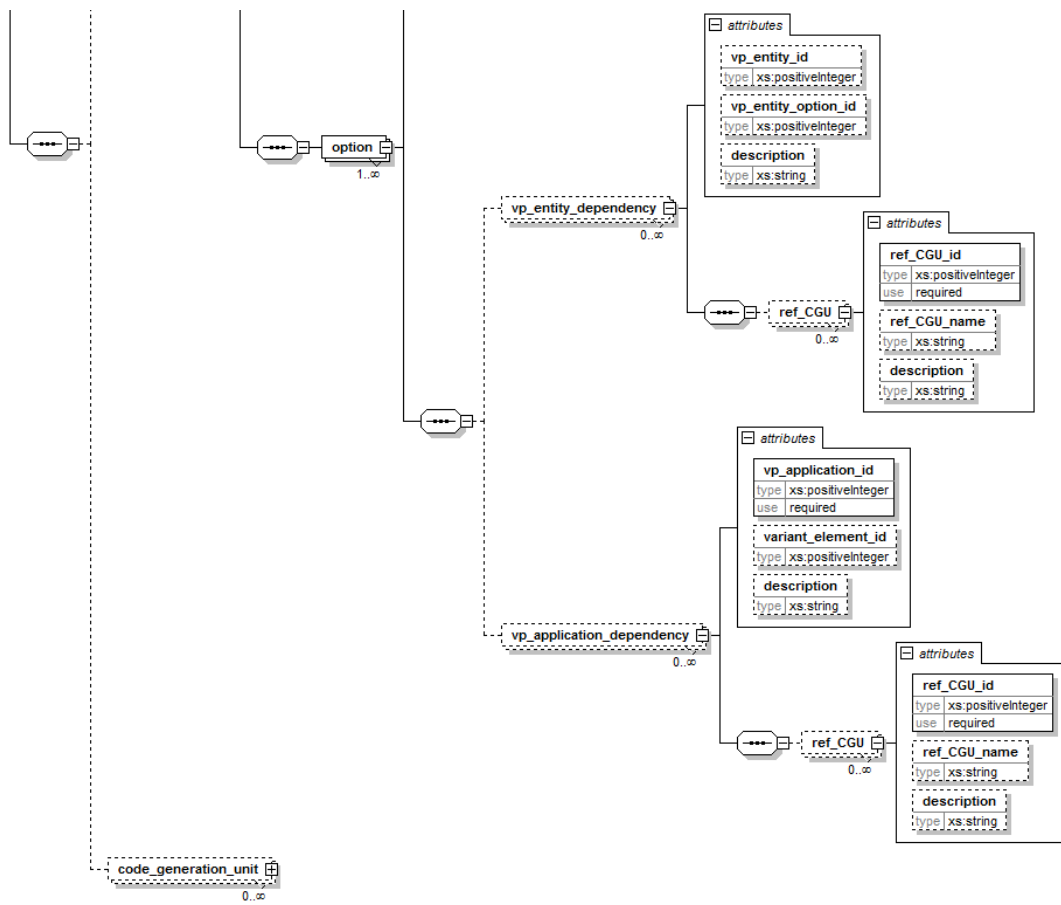 attributes
vp_entity_id
type xs:positiveInteger
vp_entity_option_id
type xs:positiveInteger
description
type xs:string
option
1..∞
vp_entity_dependency
0..∞
attributes
ref_CGU_id
type xs:positiveInteger
use required
ref_CGU_name
type xs:string
description
type xs:string
ref_CGU
0..∞
attributes
vp_application_id
type xs:positiveInteger
use required
variant_element_id
type xs:positiveInteger
description
type xs:string
vp_application_dependency
0..∞
attributes
ref_CGU_id
type xs:positiveInteger
use required
ref_CGU_name
type xs:string
description
type xs:string
ref_CGU
0..∞
code_generation_unit
0..∞